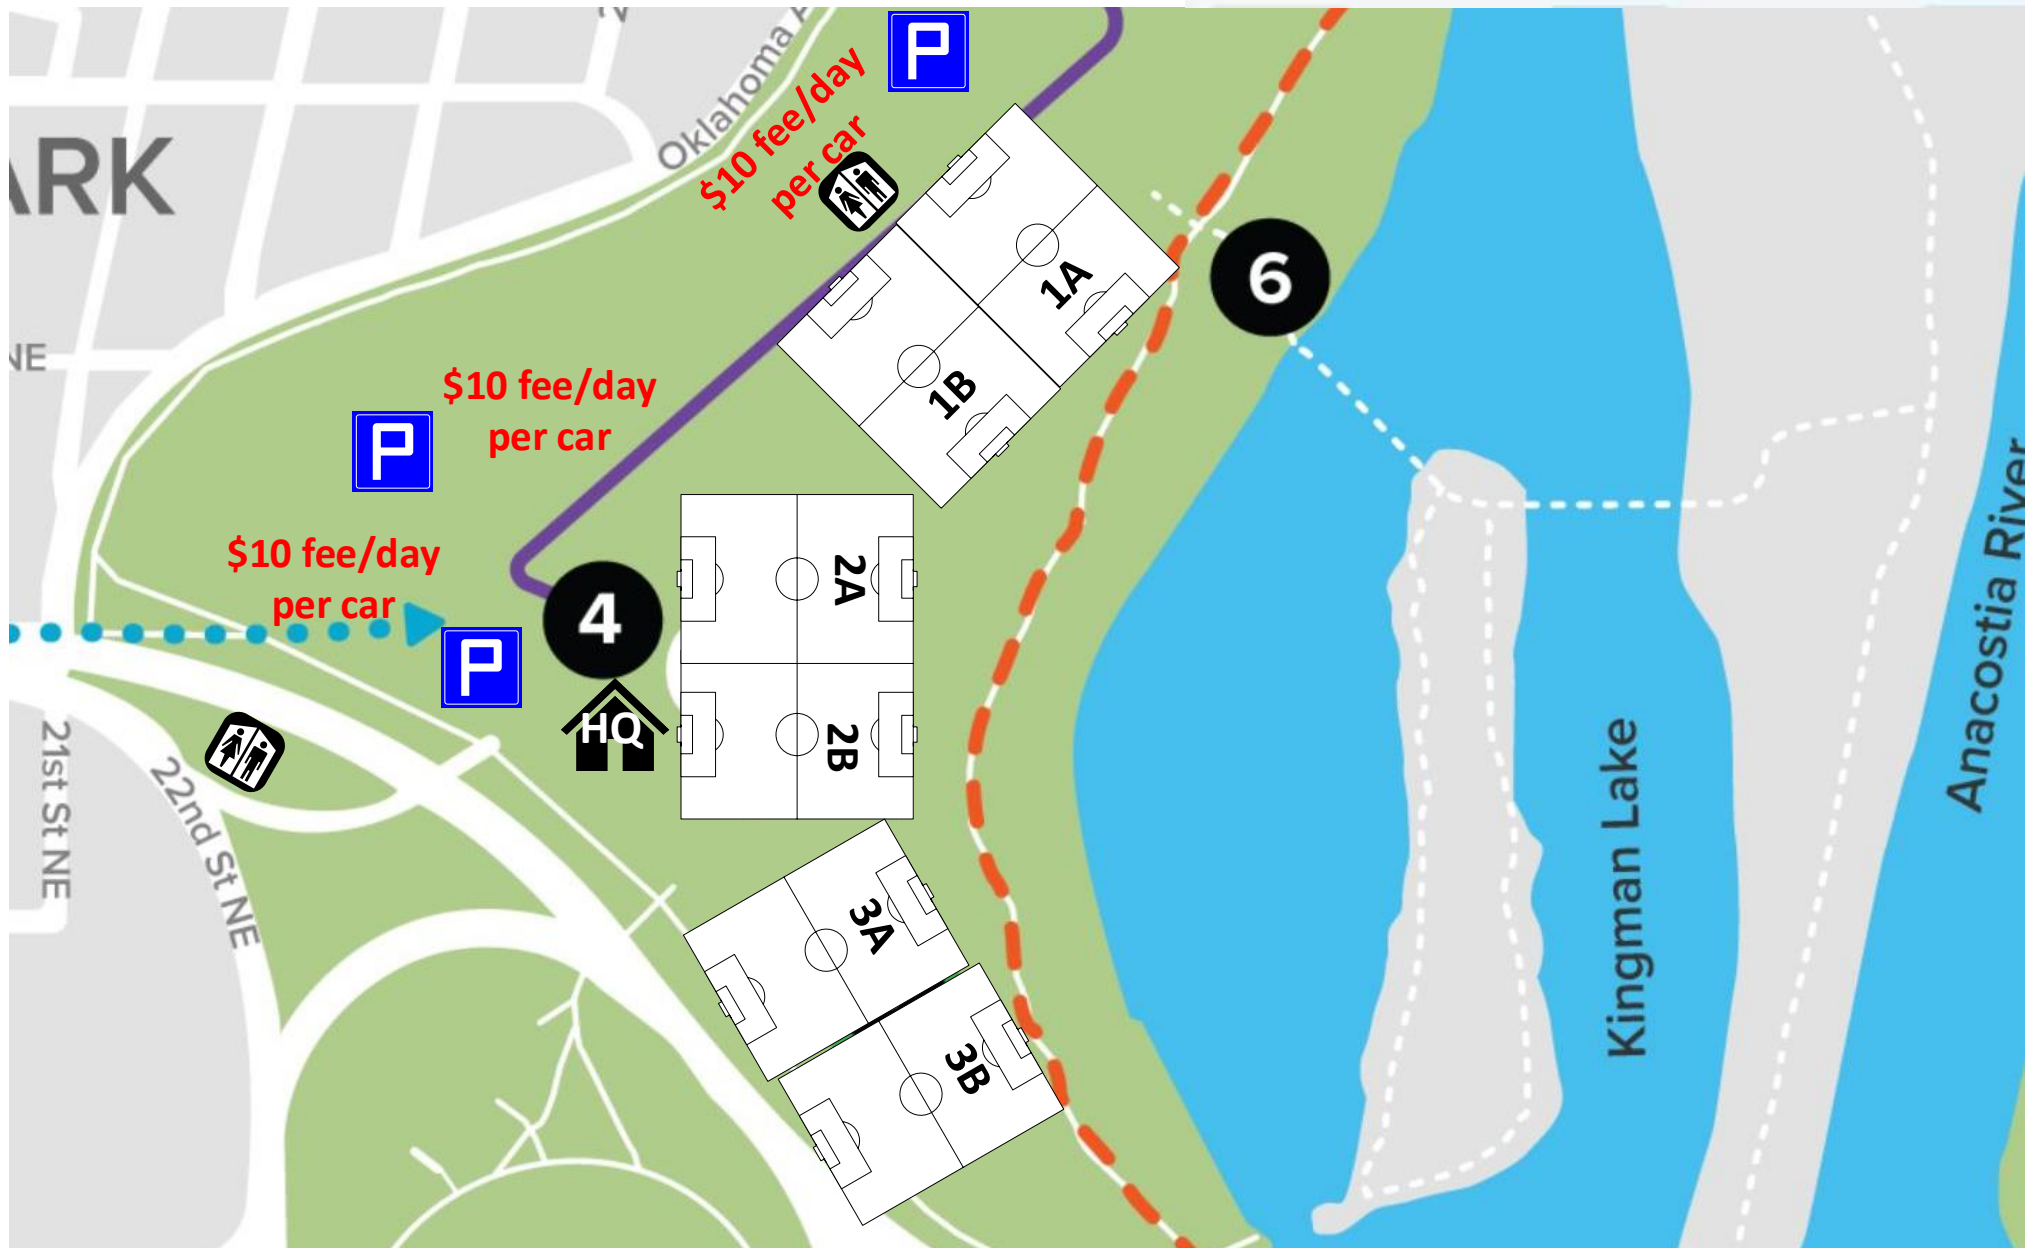 Oklahoma A
P
$10 fee/day
per car
ARK
6
1A
NE
$10 fee/day
per car
1B
P
$10 fee/day
per car
2A
4
P
HQ
2B
21st St NE
22nd St NE
3A
3B
Kingman Lake
Anacostia River